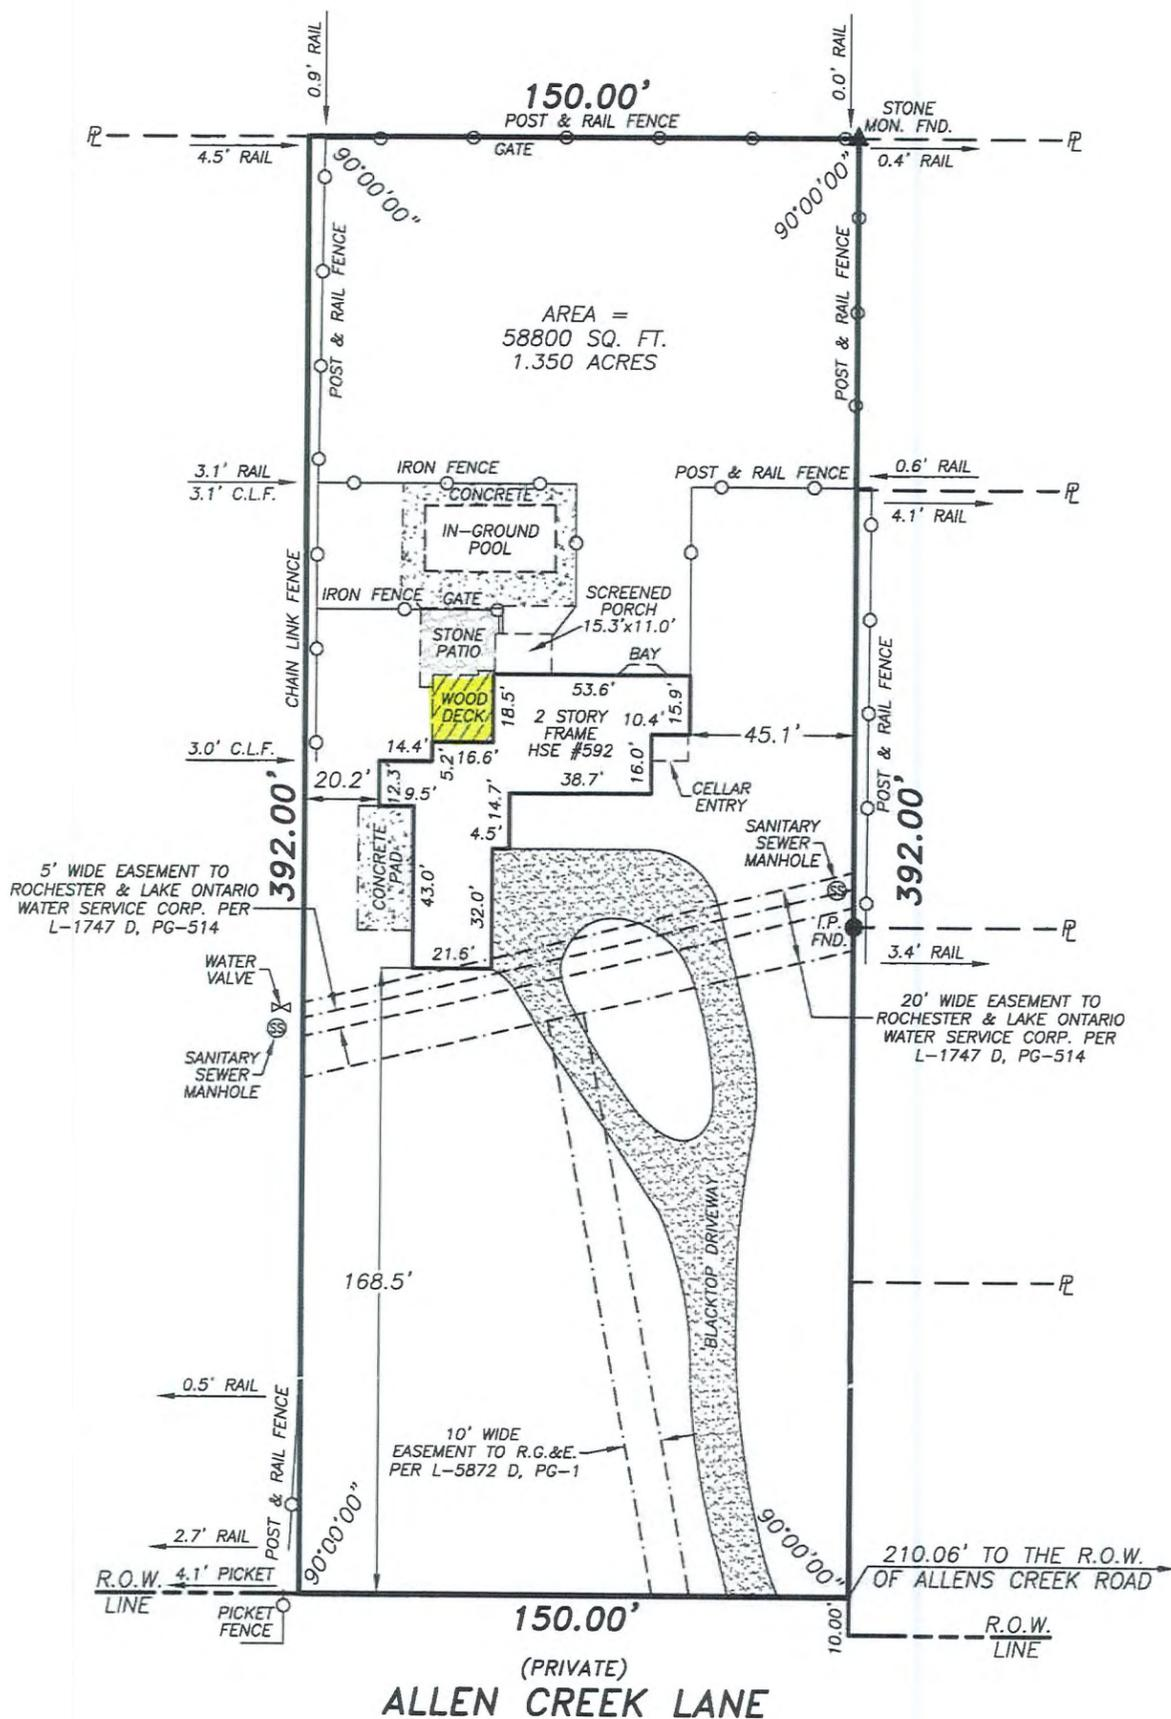 0.9' RAIL
0.0' RAIL
150.00'
POST & RAIL FENCE
GATE
STONE
MON. FND.
PL
PL
4.5' RAIL
0.4' RAIL
90°00'00"
90°00'00"
POST & RAIL FENCE
POST & RAIL FENCE
AREA =
58800 SQ. FT.
1.350 ACRES
3.1' RAIL
3.1' C.L.F.
IRON FENCE
POST & RAIL FENCE
0.6' RAIL
PL
4.1' RAIL
CONCRETE
IN-GROUND
POOL
CHAIN LINK FENCE
IRON FENCE
GATE
SCREENED
PORCH
15.3'x11.0'
STONE
PATIO
BAY
POST & RAIL FENCE
WOOD
DECK
18.5'
53.6'
15.9'
2 STORY
FRAME
HSE #592
10.4'
45.1'
3.0' C.L.F.
14.4'
5.2'
16.6'
16.0'
38.7'
20.2'
12.3'
9.5'
14.7'
CELLAR
ENTRY
392.00'
392.00'
4.5'
SANITARY
SEWER
MANHOLE
SS
CONCRETE
PAD
43.0'
32.0'
21.6'
5' WIDE EASEMENT TO
ROCHESTER & LAKE ONTARIO
WATER SERVICE CORP. PER
L-1747 D, PG-514
I.P.
FND.
PL
3.4' RAIL
WATER
VALVE
SS
SANITARY
SEWER
MANHOLE
20' WIDE EASEMENT TO
ROCHESTER & LAKE ONTARIO
WATER SERVICE CORP. PER
L-1747 D, PG-514
168.5'
BLACKTOP DRIVEWAY
PL
0.5' RAIL
POST & RAIL FENCE
10' WIDE
EASEMENT TO R.G.&E.
PER L-5872 D, PG-1
2.7' RAIL
90°00'00"
90°00'00"
4.1' PICKET
R.O.W.
LINE
PICKET
FENCE
210.06' TO THE R.O.W.
OF ALLENS CREEK ROAD
150.00'
10.00'
R.O.W.
LINE
(PRIVATE)
ALLEN CREEK LANE